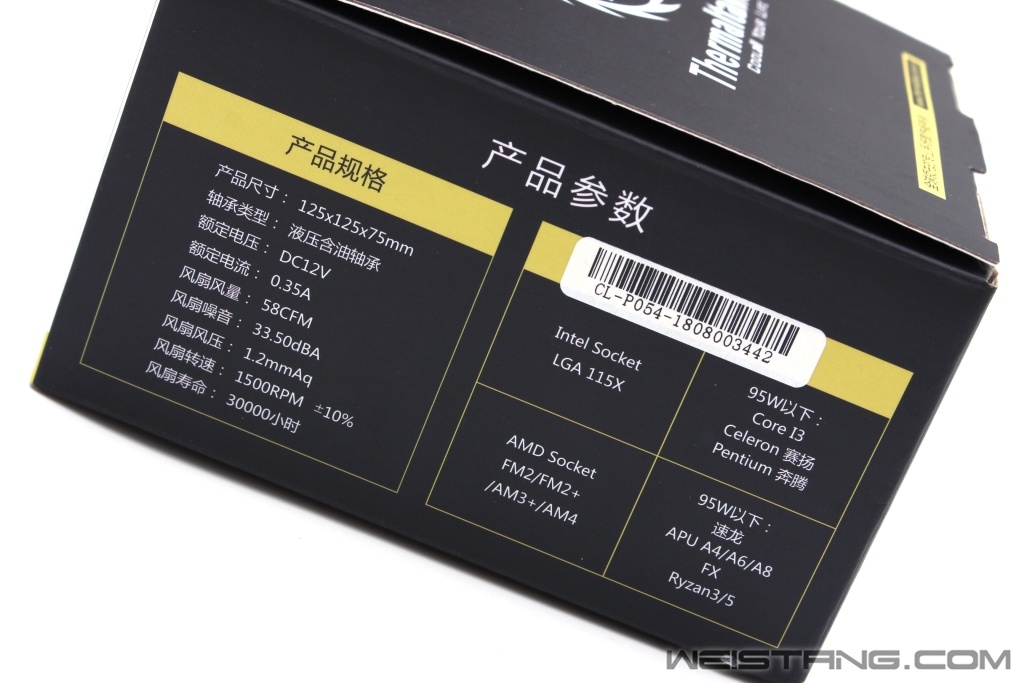 Thermalta
COOL all YOUR LIFE
产品参数
产品规格
产品尺寸： 125x125x75mm
轴承类型： 液压含油轴承
额定电压： DC12V
额定电流： 0.35A
风扇风量： 58CFM
风扇噪音： 33.50dBA
风扇风压： 1.2mmAq
风扇转速： 1500RPM ±10%
风扇寿命： 30000小时
CL-P054-1808003442
Intel Socket
LGA 115X
95W以下：
Core I3
Celeron 赛扬
Pentium 奔腾
AMD Socket
FM2/FM2+
/AM3+/AM4
95W以下：
速龙
APU A4/A6/A8
FX
Ryzan3/5
WEISTANG.COM